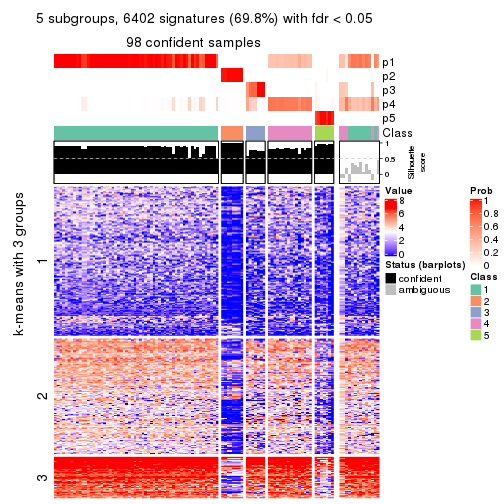 5 subgroups, 6402 signatures (69.8%) with fdr < 0.05
98 confident samples
p1
p2
p3
p4
p5
Class
1
0.5
0
Silhouette
score
k-means with 3 groups
1
2
3
Value
8
6
4
2
0
Status (barplots)
confident
ambiguous
Prob
1
0.8
0.6
0.4
0.2
0
Class
1
2
3
4
5